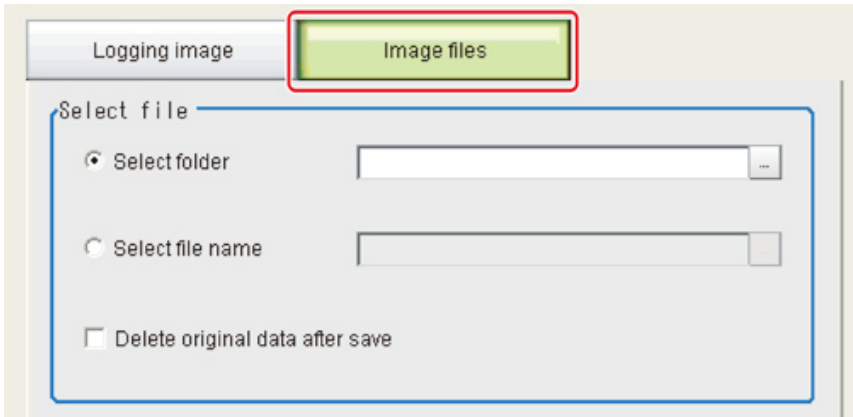 Logging image
Image files
Select file
Select folder
...
Select file name
Delete original data after save